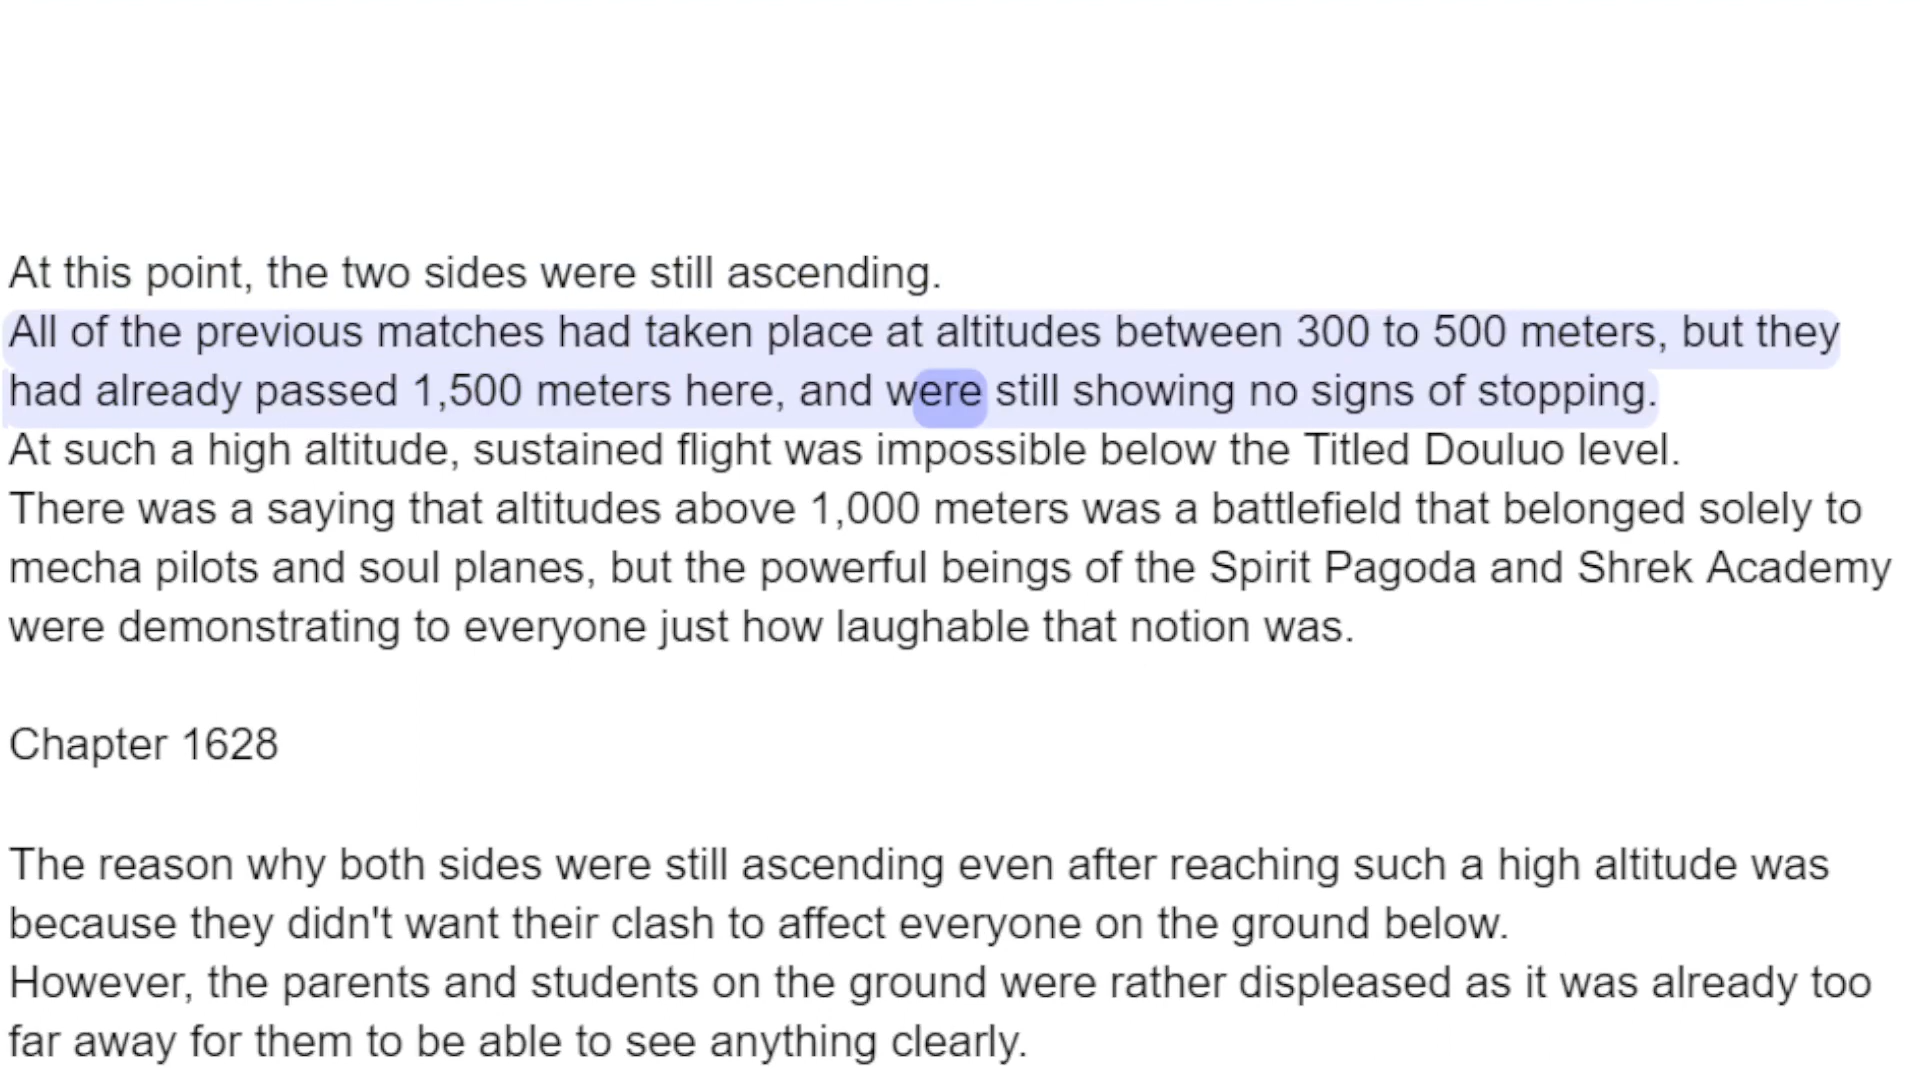 At this point, the two sides were still ascending.
All of the previous matches had taken place at altitudes between 300 to 500 meters, but they
had already passed 1,500 meters here, and were still showing no signs of stopping.
At such a high altitude, sustained flight was impossible below the Titled Douluo level.
There was a saying that altitudes above 1,000 meters was a battlefield that belonged solely to
mecha pilots and soul planes, but the powerful beings of the Spirit Pagoda and Shrek Academy
were demonstrating to everyone just how laughable that notion was.
Chapter 1628
The reason why both sides were still ascending even after reaching such a high altitude was
because they didn't want their clash to affect everyone on the ground below.
However, the parents and students on the ground were rather displeased as it was already too
far away for them to be able to see anything clearly.